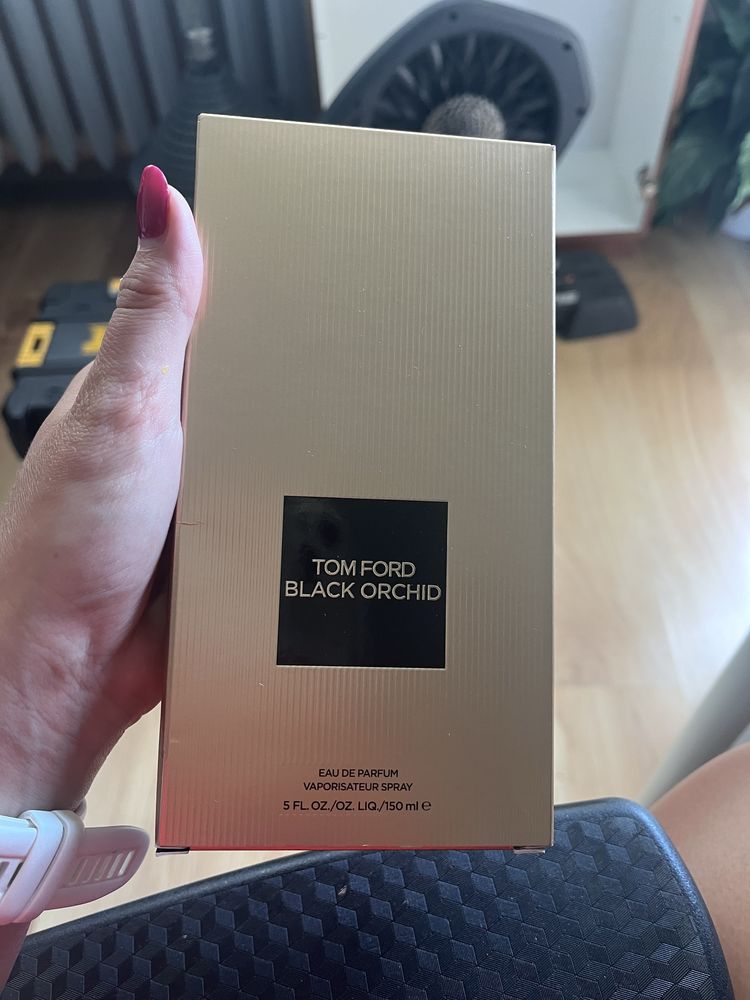 TOM FORD
BLACK ORCHID
EAU DE PARFUM
VAPORISATEUR SPRAY
5 FL. OZ./OZ. LIQ./150 ml ℮